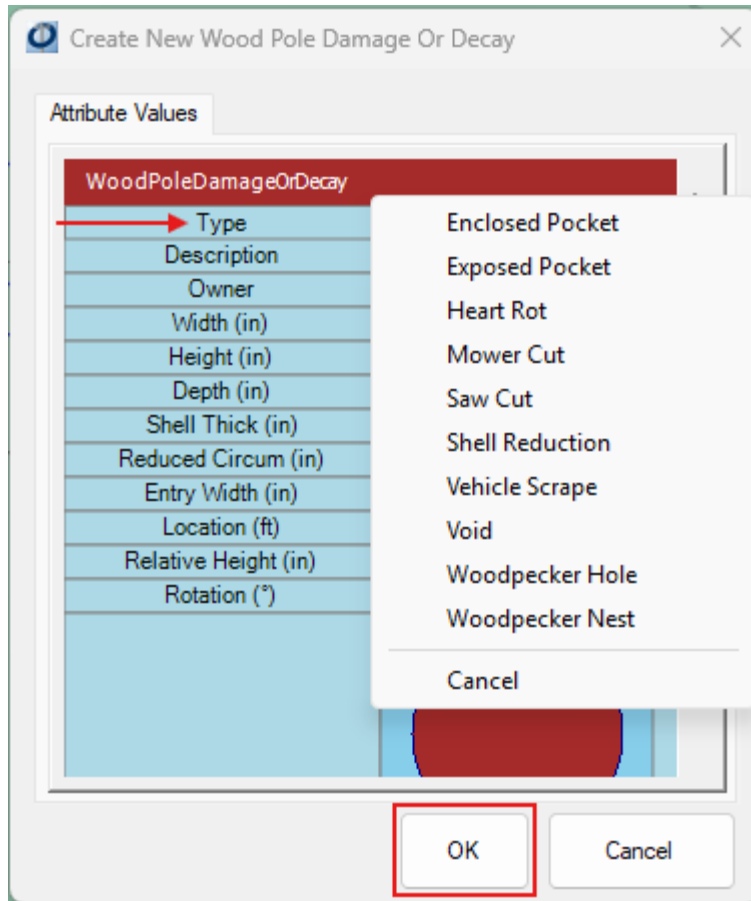 Create New Wood Pole Damage Or Decay
Attribute Values
WoodPoleDamageOrDecay
Type
Description
Owner
Width (in)
Height (in)
Depth (in)
Shell Thick (in)
Reduced Circum (in)
Entry Width (in)
Location (ft)
Relative Height (in)
Rotation (°)
Enclosed Pocket
Exposed Pocket
Heart Rot
Mower Cut
Saw Cut
Shell Reduction
Vehicle Scrape
Void
Woodpecker Hole
Woodpecker Nest
Cancel
OK
Cancel